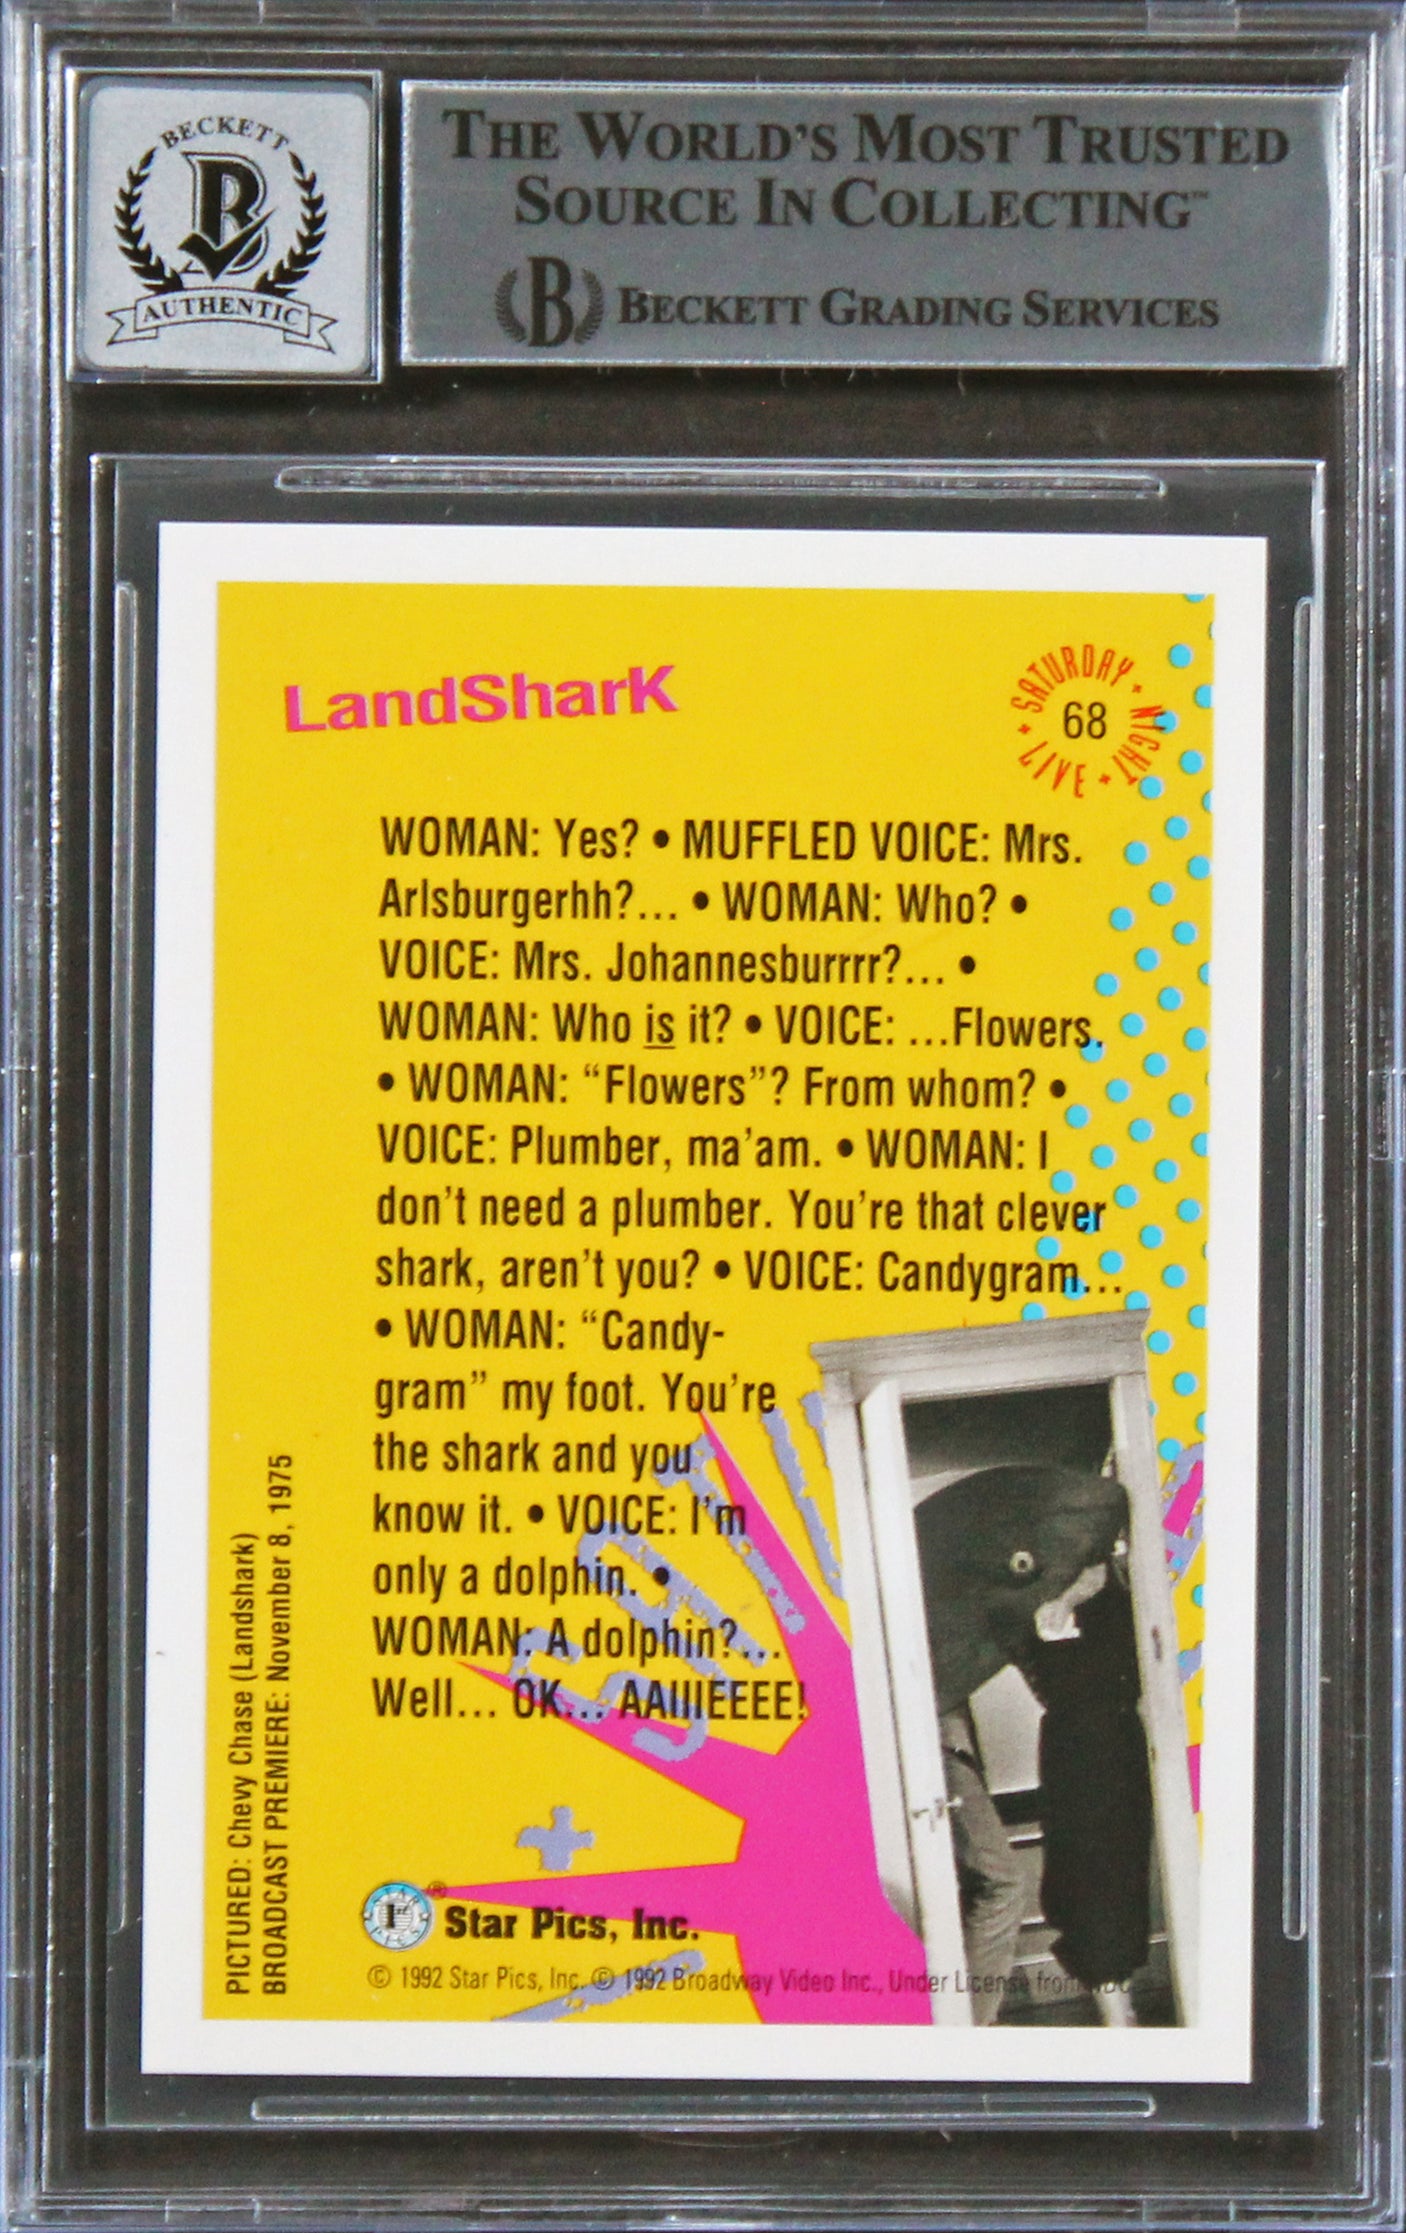 BECKETT
B
AUTHENTIC
THE WORLD'S MOST TRUSTED
SOURCE IN COLLECTING™
B BECKETT GRADING SERVICES
LandSharK
SATURDAY • NIGHT • LIVE •
68
WOMAN: Yes? • MUFFLED VOICE: Mrs.
Arlsburgerhh?... • WOMAN: Who? •
VOICE: Mrs. Johannesburrrr?... •
WOMAN: Who is it? • VOICE: ...Flowers.
• WOMAN: “Flowers”? From whom? •
VOICE: Plumber, ma'am. • WOMAN: I
don't need a plumber. You're that clever
shark, aren't you? • VOICE: Candygram...
• WOMAN: “Candy-
gram” my foot. You're
the shark and you
know it. • VOICE: I'm
only a dolphin. •
WOMAN: A dolphin?...
Well... OK... AAIIIEEEE!
PICTURED: Chevy Chase (Landshark)
BROADCAST PREMIERE: November 8, 1975
STAR PICS
1st
® Star Pics, Inc.
© 1992 Star Pics, Inc. © 1992 Broadway Video Inc., Under License from NBC